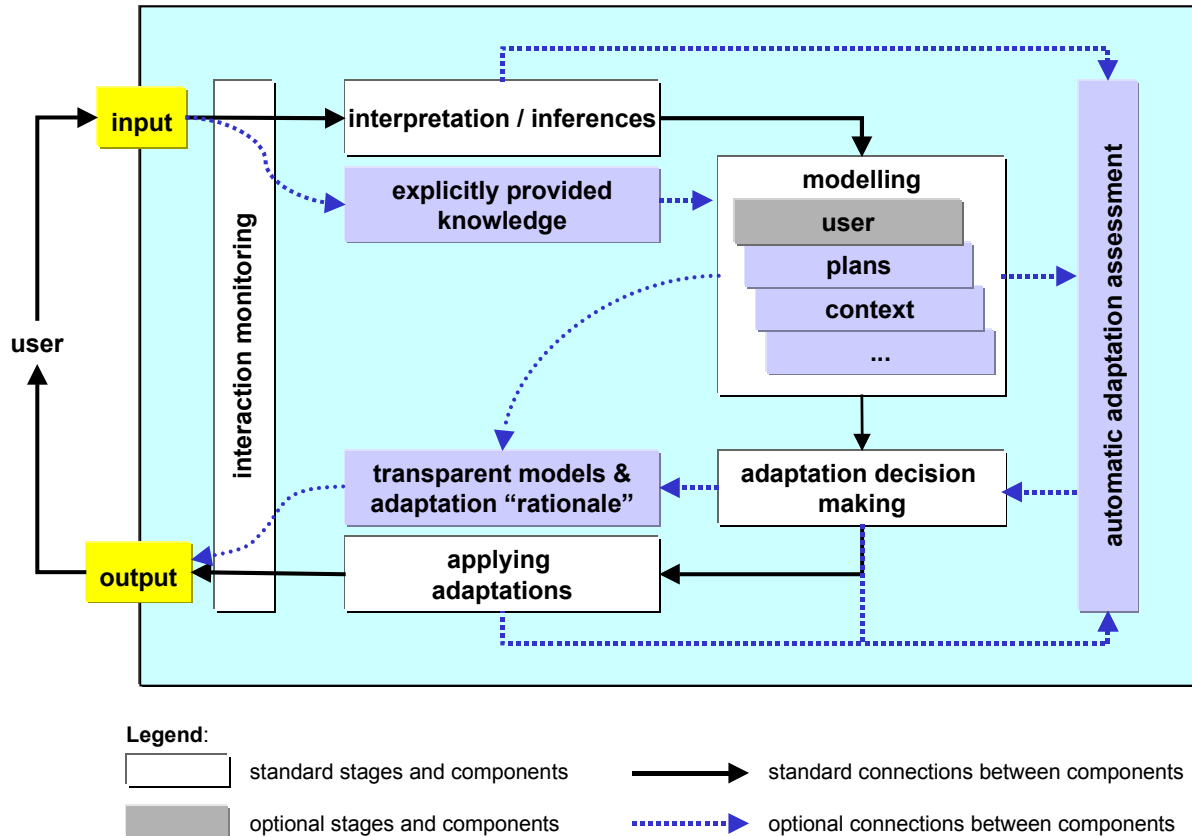 input
interpretation / inferences
explicitly provided
knowledge
modelling
user
plans
context
...
interaction monitoring
automatic adaptation assessment
user
transparent models &
adaptation “rationale”
adaptation decision
making
output
applying
adaptations
Legend:
standard stages and components
standard connections between components
optional stages and components
optional connections between components